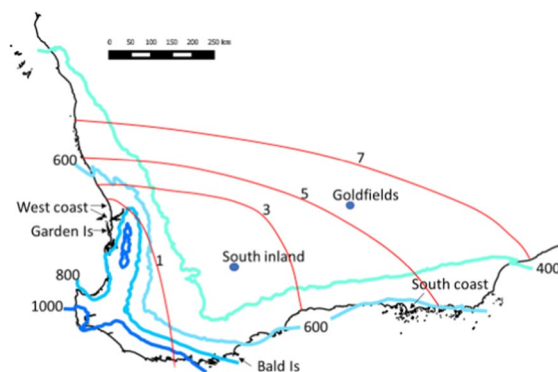 0 50 100 150 200 250 km
7
600
5
Goldfields
West coast
3
Garden Is
1
South inland
800
400
South coast
1000
600
Bald Is